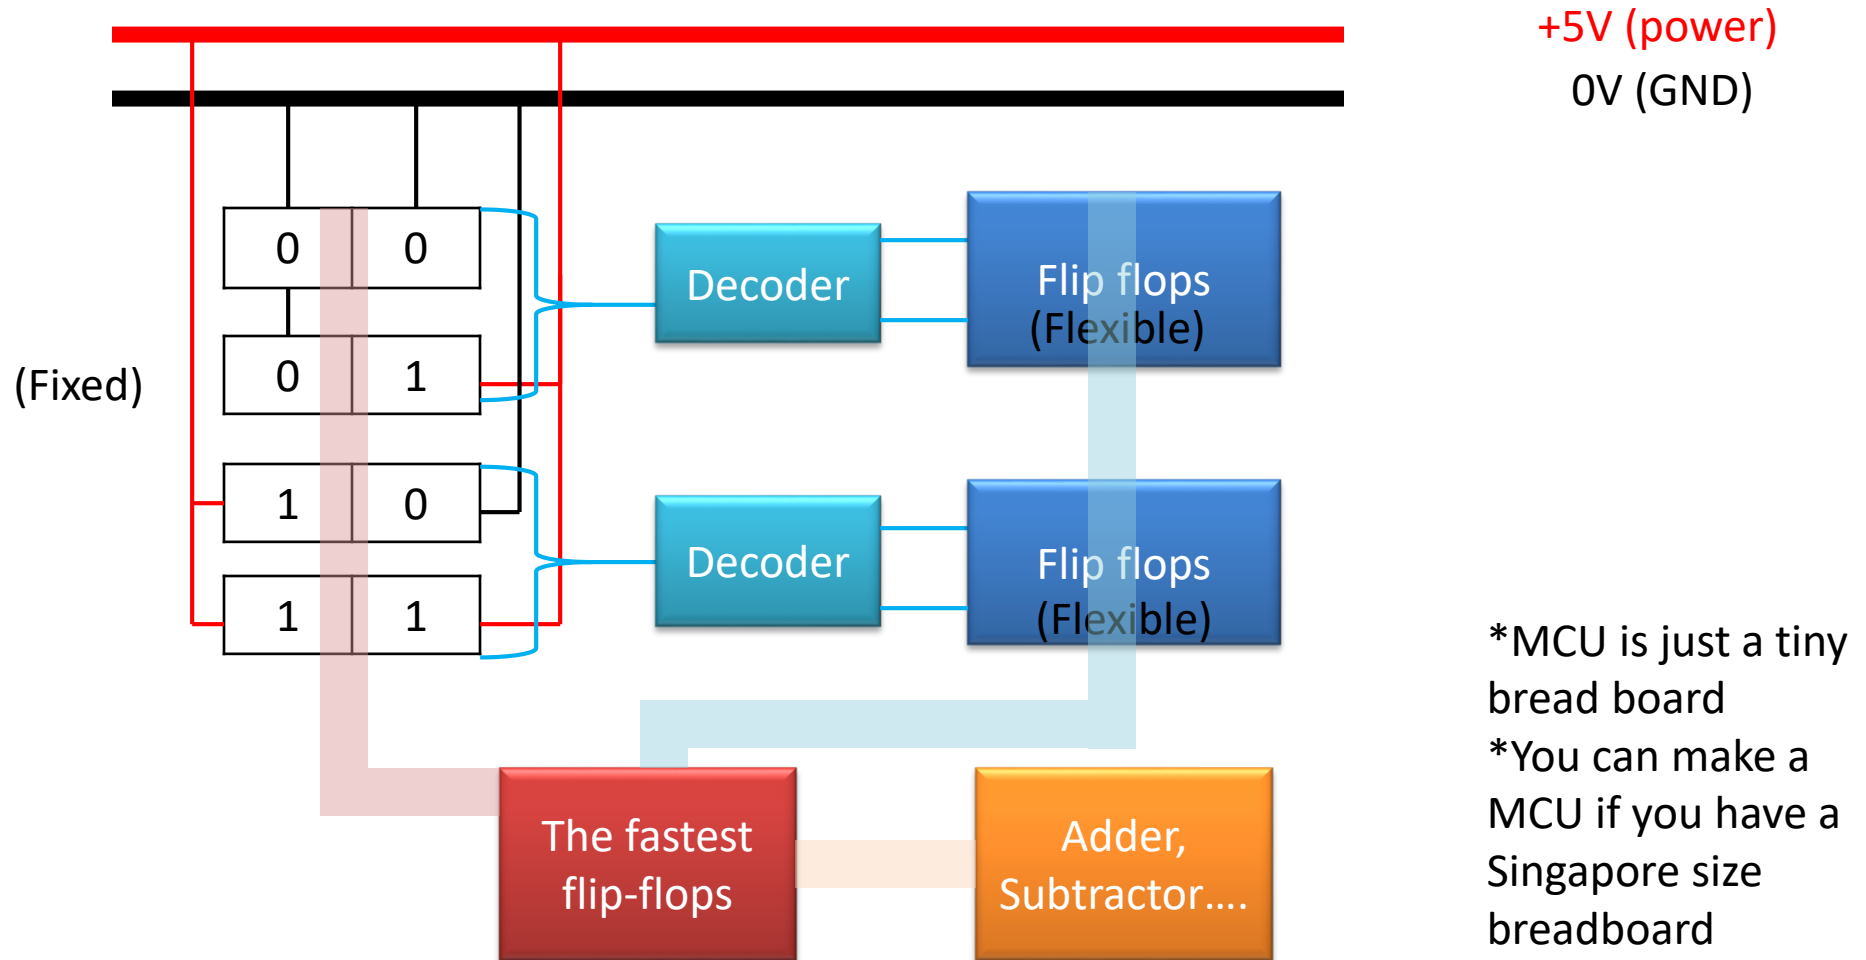 +5V (power)
0V (GND)
0 0
Decoder
Flip flops
(Flexible)
(Fixed)
0 1
1 0
Decoder
Flip flops
(Flexible)
1 1
The fastest
flip-flops
Adder,
Subtractor....
*MCU is just a tiny
bread board
*You can make a
MCU if you have a
Singapore size
breadboard